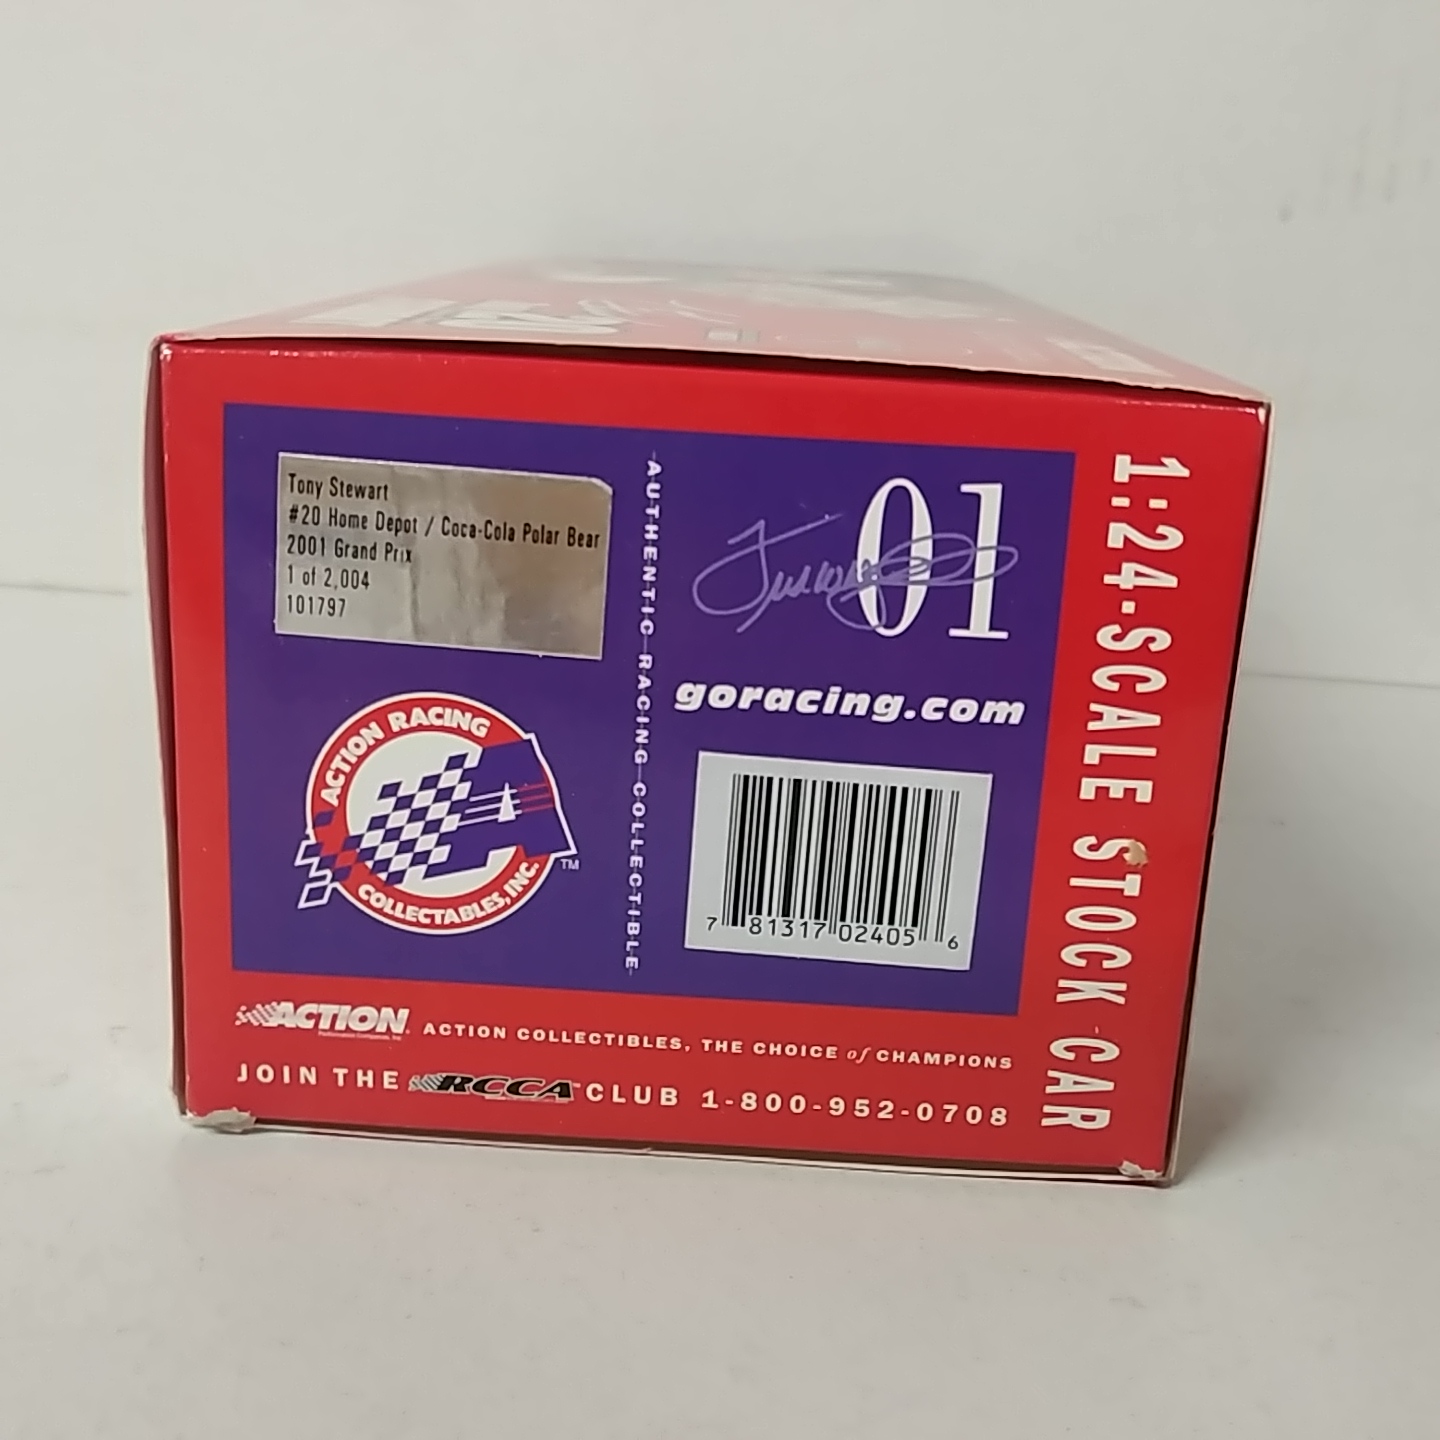 Tony Stewart
#20 Home Depot / Coca-Cola Polar Bear
2001 Grand Prix
1 of 2,004
101797
AUTHENTIC RACING COLLECTIBLE
01
goracing.com
ACTION RACING
COLLECTABLES, INC.
TM
7 81317 02405 6
1:24-SCALE STOCK CAR
ACTION
ACTION COLLECTIBLES, THE CHOICE of CHAMPIONS
JOIN THE RCCA CLUB 1-800-952-0708